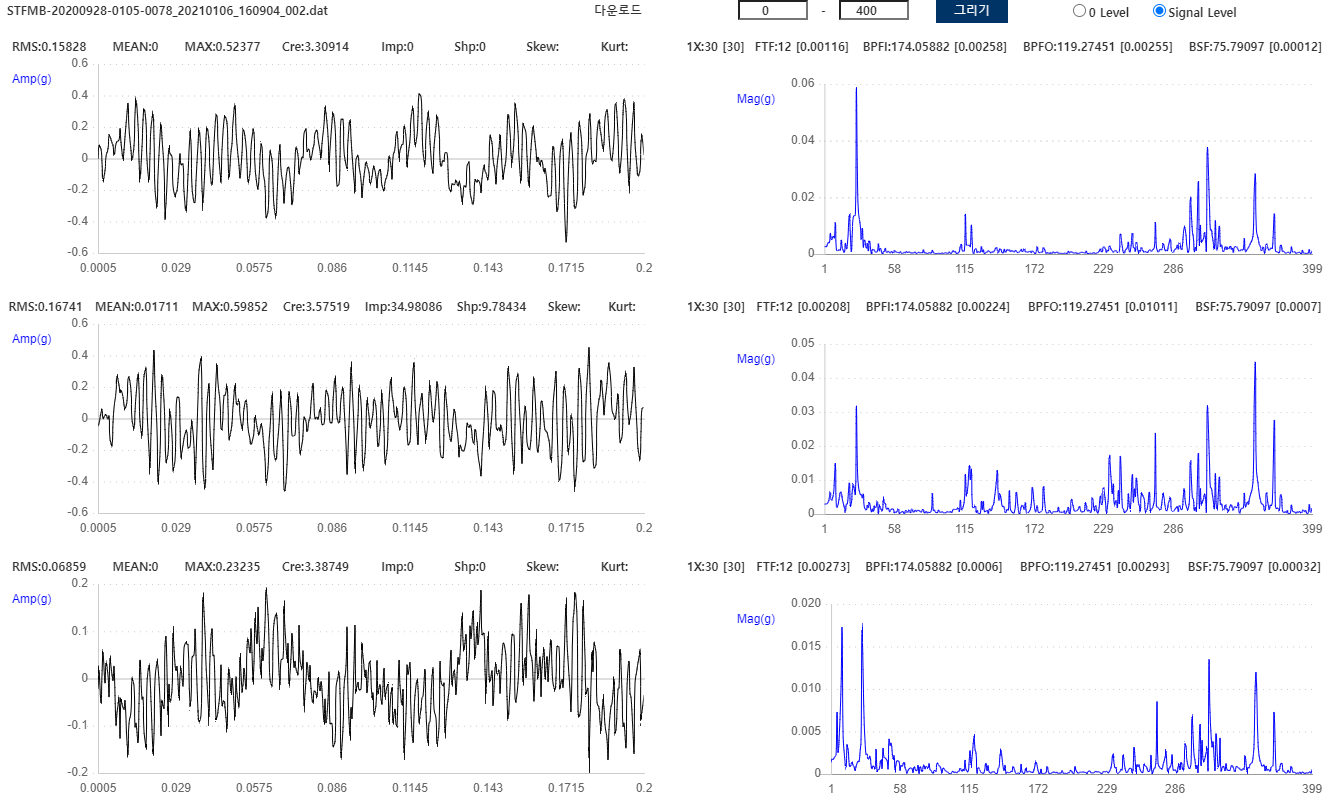 STFMB-20200928-0105-0078_20210106_160904_002.dat 다운로드 0 - 400 그리기 0 Level Signal Level
RMS:0.15828 MEAN:0 MAX:0.52377 Cre:3.30914 Imp:0 Shp:0 Skew: Kurt:
Amp(g)
0.6
0.4
0.2
0
-0.2
-0.4
-0.6
0.0005 0.029 0.0575 0.086 0.1145 0.143 0.1715 0.2
1X:30 [30] FTF:12 [0.00116] BPFI:174.05882 [0.00258] BPFO:119.27451 [0.00255] BSF:75.79097 [0.00012]
Mag(g)
0.06
0.04
0.02
0
1 58 115 172 229 286 399
RMS:0.16741 MEAN:0.01711 MAX:0.59852 Cre:3.57519 Imp:34.98086 Shp:9.78434 Skew: Kurt:
Amp(g)
0.6
0.4
0.2
0
-0.2
-0.4
-0.6
0.0005 0.029 0.0575 0.086 0.1145 0.143 0.1715 0.2
1X:30 [30] FTF:12 [0.00208] BPFI:174.05882 [0.00224] BPFO:119.27451 [0.01011] BSF:75.79097 [0.0007]
Mag(g)
0.05
0.04
0.03
0.02
0.01
0
1 58 115 172 229 286 399
RMS:0.06859 MEAN:0 MAX:0.23235 Cre:3.38749 Imp:0 Shp:0 Skew: Kurt:
Amp(g)
0.2
0.1
0
-0.1
-0.2
0.0005 0.029 0.0575 0.086 0.1145 0.143 0.1715 0.2
1X:30 [30] FTF:12 [0.00273] BPFI:174.05882 [0.0006] BPFO:119.27451 [0.00293] BSF:75.79097 [0.00032]
Mag(g)
0.020
0.015
0.010
0.005
0
1 58 115 172 229 286 399